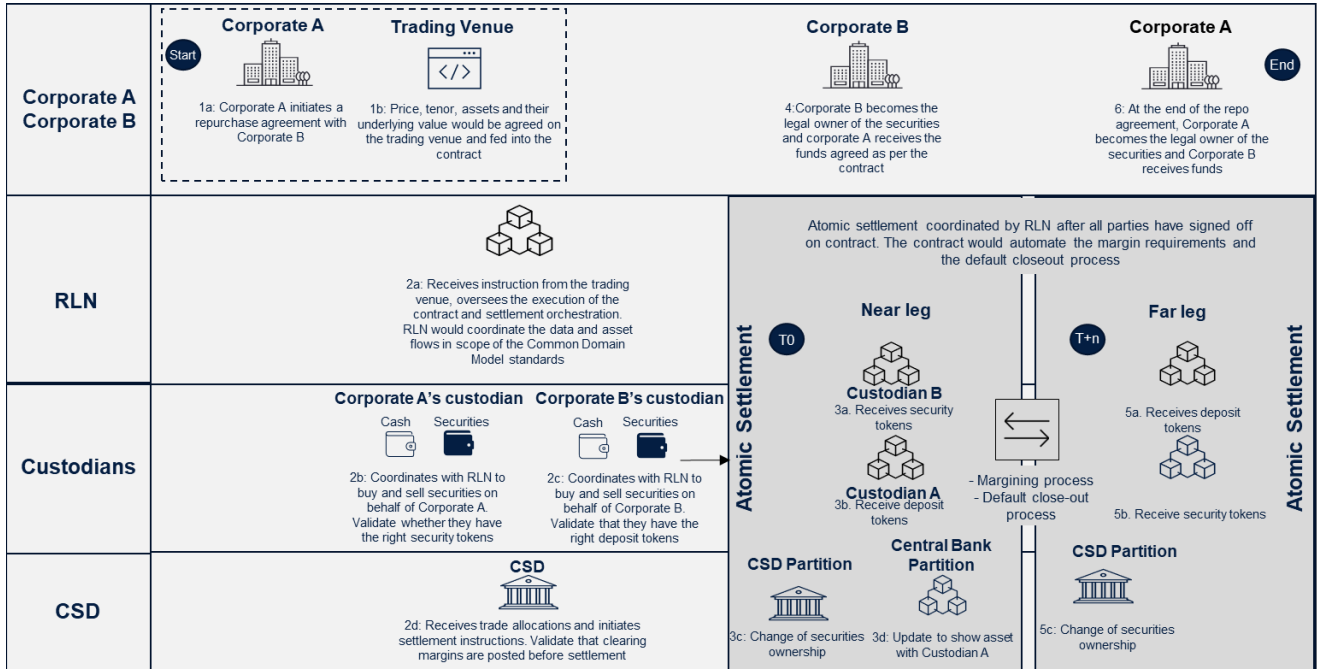 Corporate A
Corporate B
Start
Corporate A
1a: Corporate A initiates a
repurchase agreement with
Corporate B
Trading Venue
1b: Price, tenor, assets and their
underlying value would be agreed on
the trading venue and fed into the
contract
Corporate B
4:Corporate B becomes the
legal owner of the securities
and corporate A receives the
funds agreed as per the
contract
Corporate A
End
6: At the end of the repo
agreement, Corporate A
becomes the legal owner of the
securities and Corporate B
receives funds
RLN
2a: Receives instruction from the trading
venue, oversees the execution of the
contract and settlement orchestration.
RLN would coordinate the data and asset
flows in scope of the Common Domain
Model standards
Atomic settlement coordinated by RLN after all parties have signed off
on contract. The contract would automate the margin requirements and
the default closeout process
Atomic Settlement
T0
Near leg
T+n
Far leg
Atomic Settlement
Custodians
Corporate A's custodian
Cash
Securities
2b: Coordinates with RLN to
buy and sell securities on
behalf of Corporate A.
Validate whether they have
the right security tokens
Corporate B's custodian
Cash
Securities
2c: Coordinates with RLN to
buy and sell securities on
behalf of Corporate B.
Validate that they have the
right deposit tokens
Custodian B
3a. Receives security
tokens
Custodian A
3b. Receive deposit
tokens
- Margining process
- Default close-out
process
5a. Receives deposit
tokens
5b. Receive security tokens
CSD
CSD
2d: Receives trade allocations and initiates
settlement instructions. Validate that clearing
margins are posted before settlement
CSD Partition
3c: Change of securities
ownership
Central Bank
Partition
3d: Update to show asset
with Custodian A
CSD Partition
5c: Change of securities
ownership